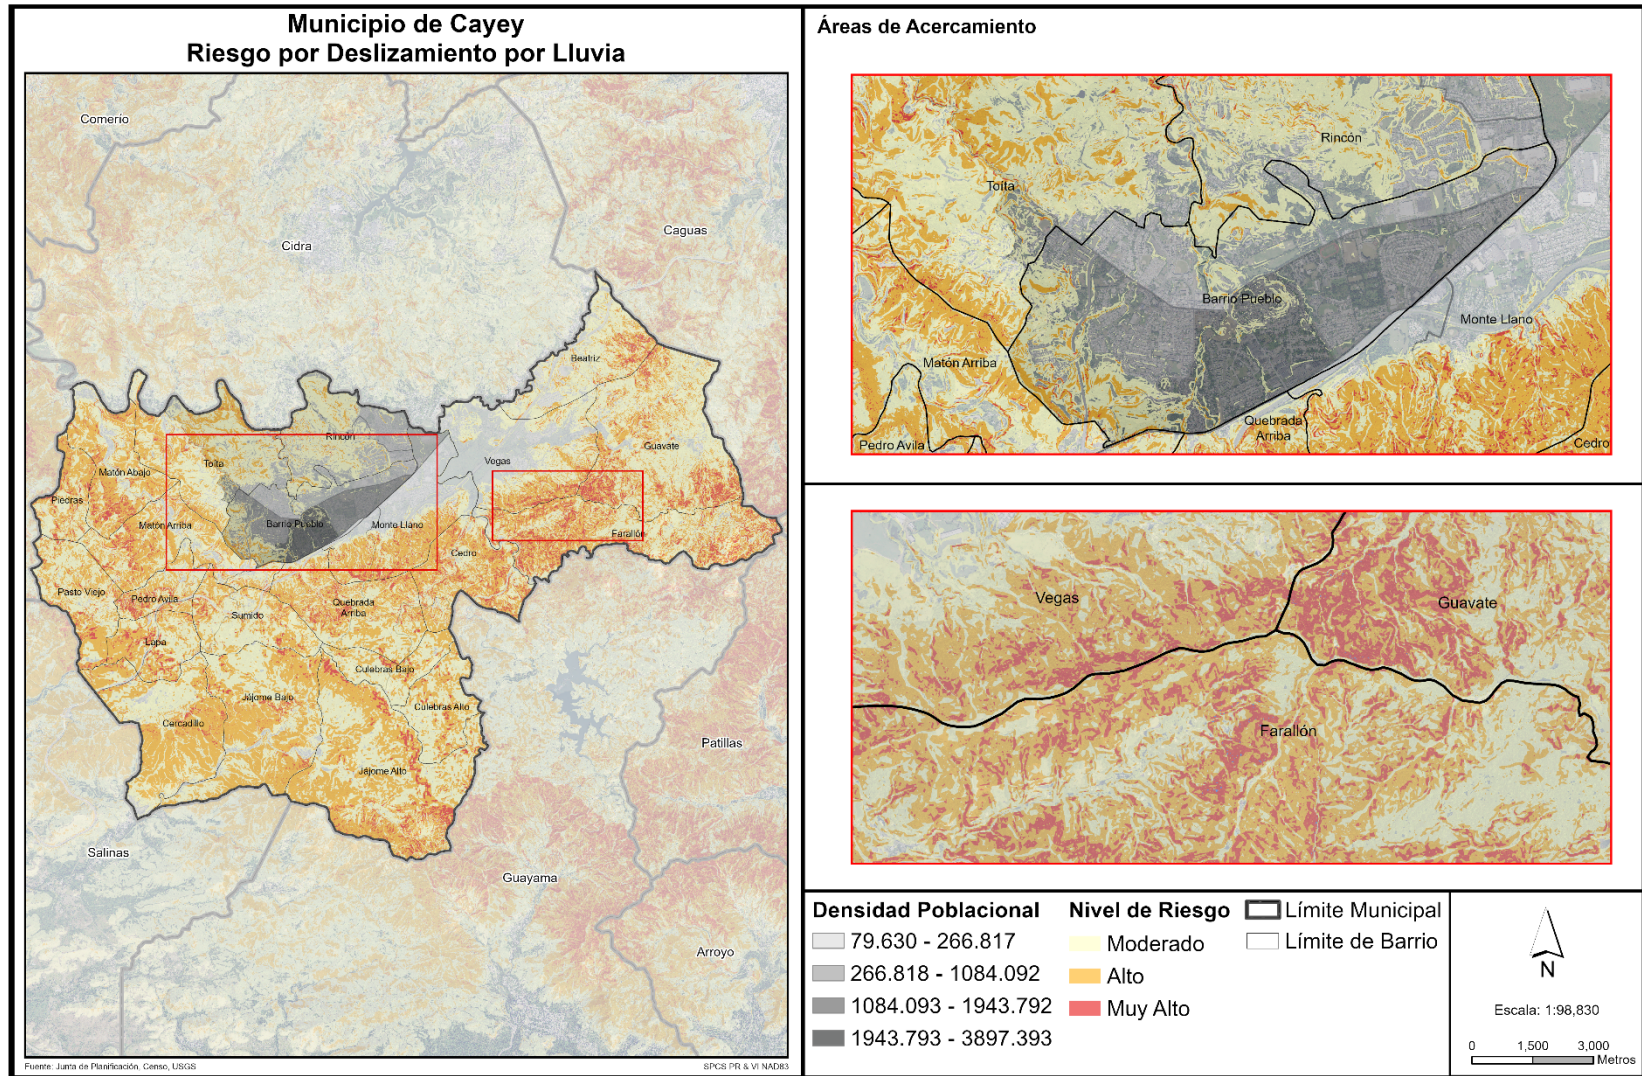 Municipio de Cayey
Riesgo por Deslizamiento por Lluvia
Comerío
Cidra
Caguas
Beatriz
Rincón
Guavate
Toíta
Vegas
Matón Abajo
Piedras
Matón Arriba
Barrio Pueblo
Monte Llano
Farallón
Cedro
Pasto Viejo
Pedro Avila
Quebrada
Arriba
Sumido
Lapa
Culebras Bajo
Jájome Bajo
Culebras Alto
Cercadillo
Patillas
Jájome Alto
Salinas
Guayama
Arroyo
Fuente: Junta de Planificación, Censo, USGS
SPCS PR & VI NAD83
Áreas de Acercamiento
Rincón
Toíta
Barrio Pueblo
Monte Llano
Matón Arriba
Quebrada
Arriba
Pedro Avila
Cedro
Vegas
Guavate
Farallón
Densidad Poblacional
79.630 - 266.817
266.818 - 1084.092
1084.093 - 1943.792
1943.793 - 3897.393
Nivel de Riesgo
Moderado
Alto
Muy Alto
Límite Municipal
Límite de Barrio
N
Escala: 1:98,830
0 1,500 3,000
Metros